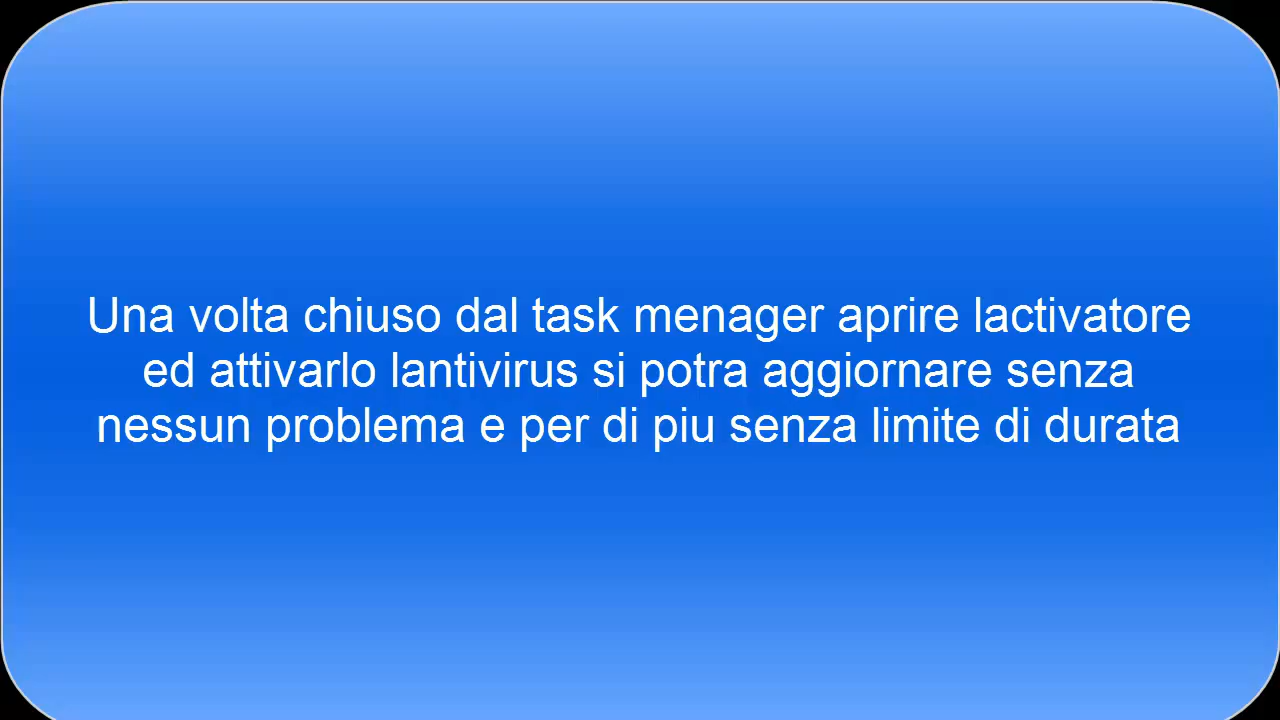 Una volta chiuso dal task menager aprire lactivatore
ed attivarlo lantivirus si potra aggiornare senza
nessun problema e per di piu senza limite di durata